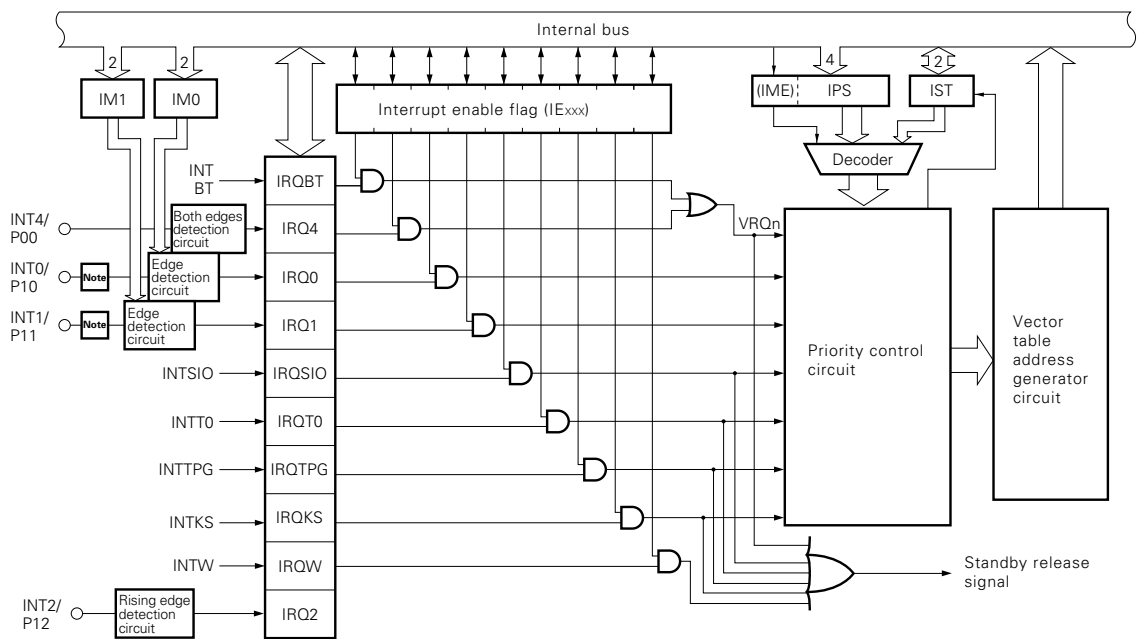 Internal bus
2
2
4
2
IM1
IM0
Interrupt enable flag (IExxx)
(IME)
IPS
IST
Decoder
INT
BT
IRQBT
INT4/
P00
Both edges
detection
circuit
IRQ4
VRQn
INT0/
P10
Note
Edge
detection
circuit
IRQ0
INT1/
P11
Note
Edge
detection
circuit
IRQ1
INTSIO
IRQSIO
Priority control
circuit
Vector
table
address
generator
circuit
INTT0
IRQT0
INTTPG
IRQTPG
INTKS
IRQKS
INTW
IRQW
Standby release
signal
INT2/
P12
Rising edge
detection
circuit
IRQ2